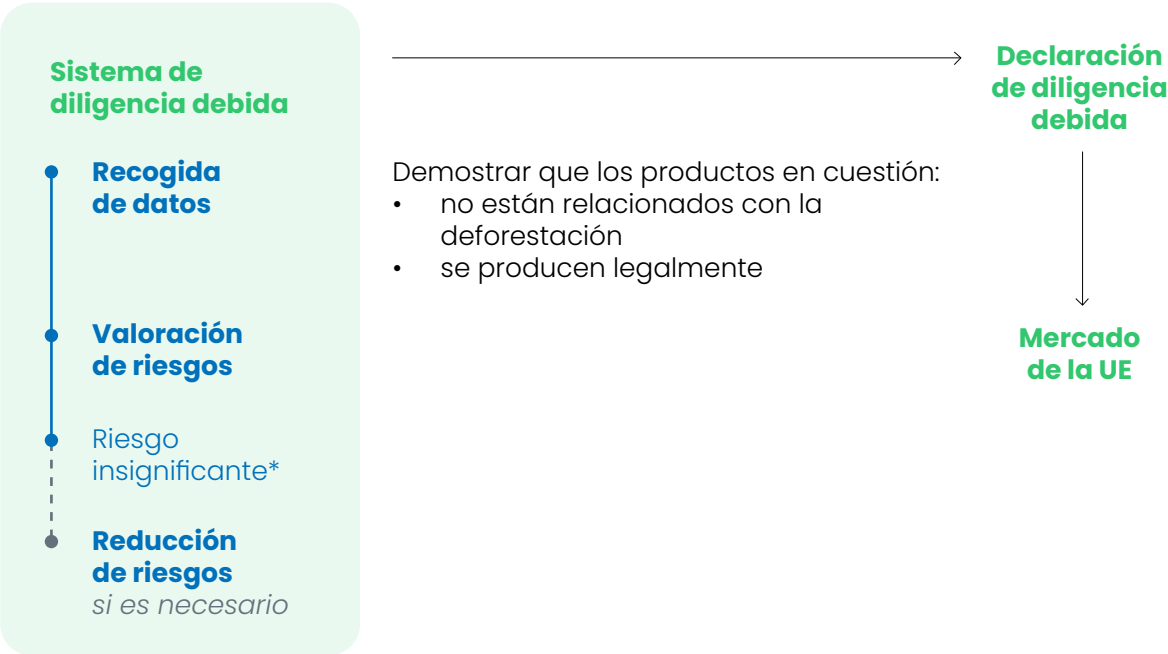 Sistema de
diligencia debida
Recogida
de datos
Valoración
de riesgos
Riesgo
insignificante*
Reducción
de riesgos
si es necesario
Demostrar que los productos en cuestión:
• no están relacionados con la
deforestación
• se producen legalmente
Declaración
de diligencia
debida
Mercado
de la UE